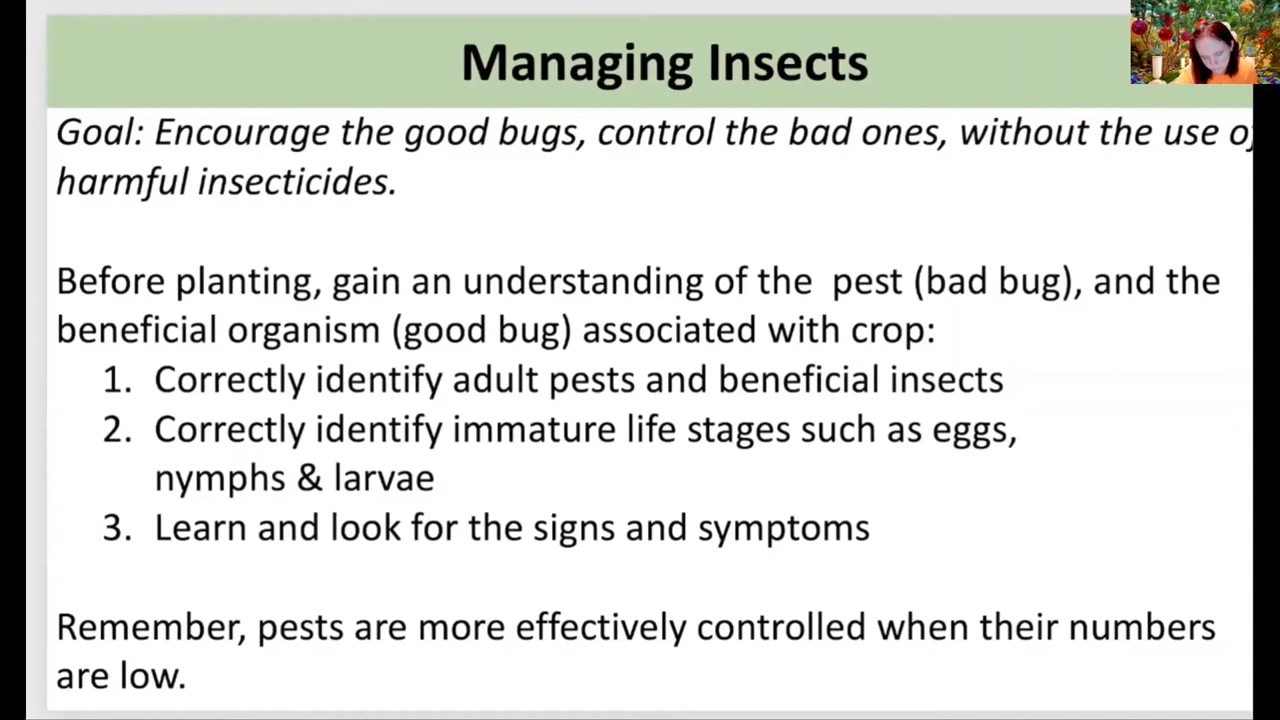 Managing Insects
Goal: Encourage the good bugs, control the bad ones, without the use of
harmful insecticides.
Before planting, gain an understanding of the pest (bad bug), and the
beneficial organism (good bug) associated with crop:
1. Correctly identify adult pests and beneficial insects
2. Correctly identify immature life stages such as eggs,
nymphs & larvae
3. Learn and look for the signs and symptoms
Remember, pests are more effectively controlled when their numbers
are low.